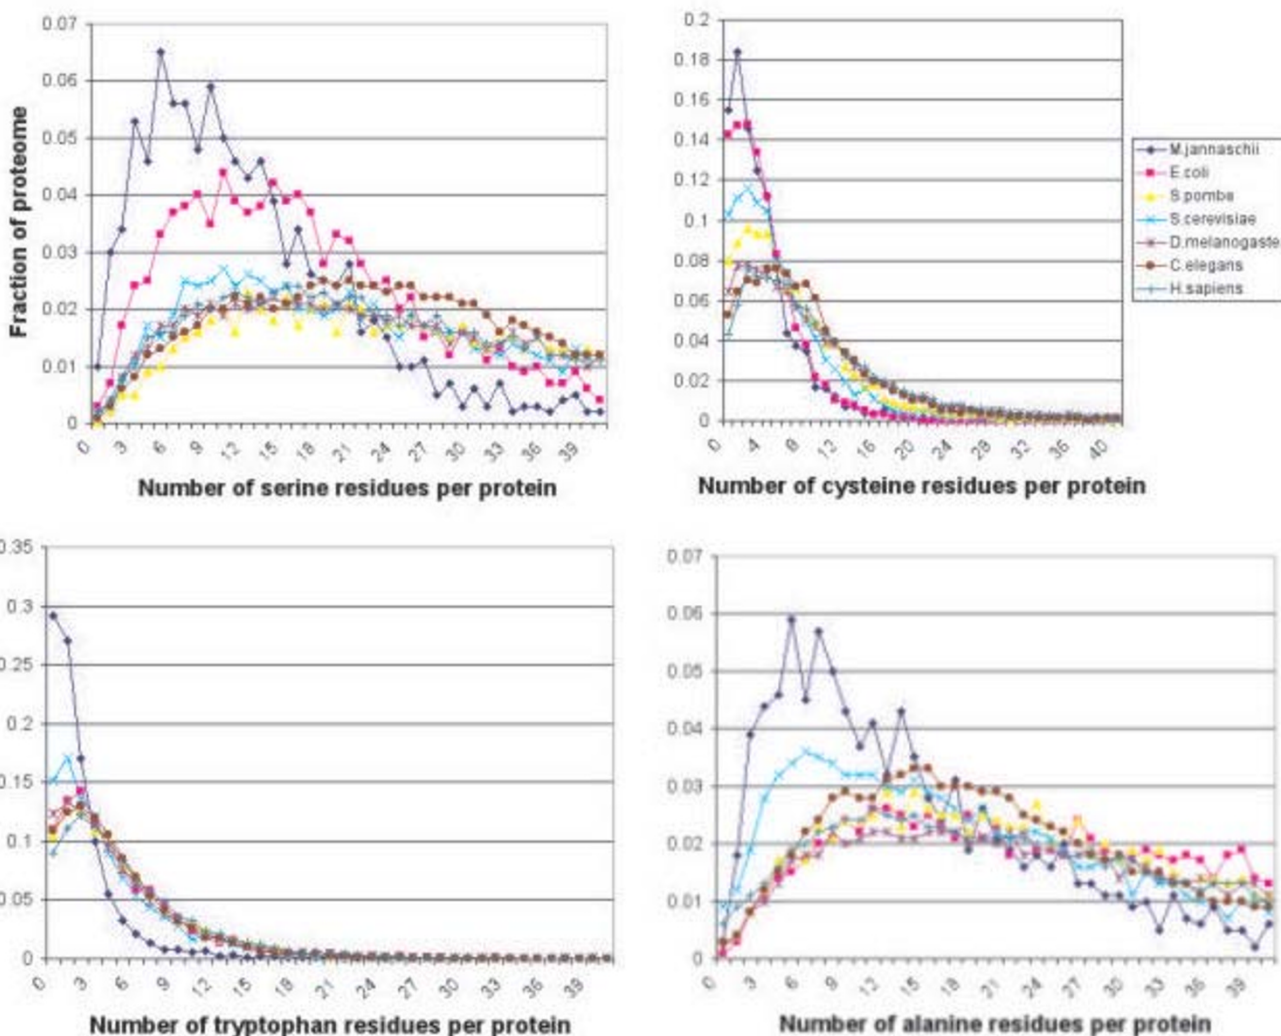 0.07
0.06
0.05
0.04
0.03
0.02
0.01
0
Fraction of proteome
0 3 6 9 12 15 18 21 24 27 30 33 36 39
Number of serine residues per protein
0.2
0.18
0.16
0.14
0.12
0.1
0.08
0.06
0.04
0.02
0
0 4 8 12 16 20 24 28 32 36 40
Number of cysteine residues per protein
M.jannaschii
E.coli
S.pombe
S.cerevisiae
D.melanogaste
C.elegans
H.sapiens
0.35
0.3
0.25
0.2
0.15
0.1
0.05
0
0 3 6 9 12 15 18 21 24 27 30 33 36 39
Number of tryptophan residues per protein
0.07
0.06
0.05
0.04
0.03
0.02
0.01
0
0 3 6 9 12 15 18 21 24 27 30 33 36 39
Number of alanine residues per protein